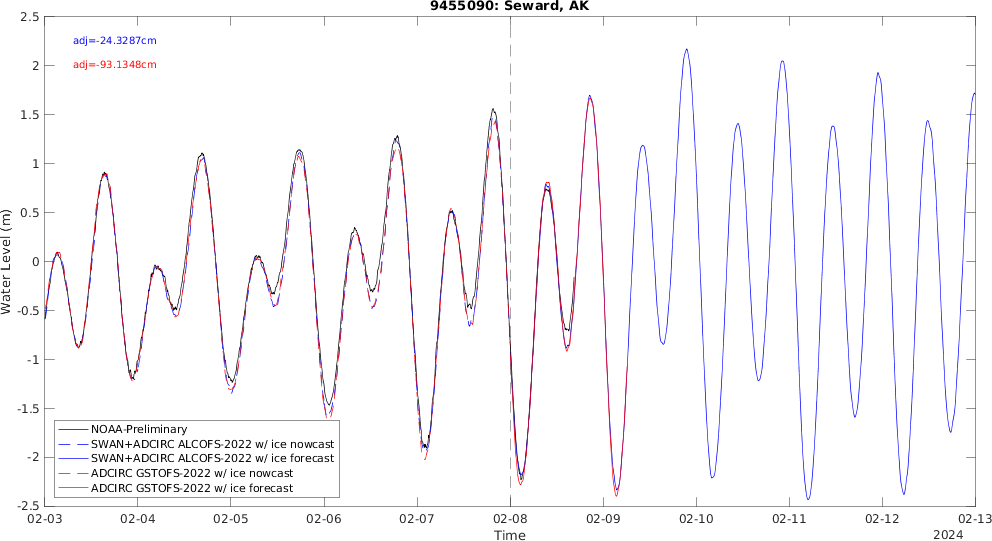 9455090: Seward, AK
adj=-24.3287cm
adj=-93.1348cm
2.5
2
1.5
1
0.5
0
-0.5
-1
-1.5
-2
-2.5
Water Level (m)
NOAA-Preliminary
SWAN+ADCIRC ALCOFS-2022 w/ ice nowcast
SWAN+ADCIRC ALCOFS-2022 w/ ice forecast
ADCIRC GSTOFS-2022 w/ ice nowcast
ADCIRC GSTOFS-2022 w/ ice forecast
02-03 02-04 02-05 02-06 02-07 02-08 02-09 02-10 02-11 02-12 02-13
Time
2024